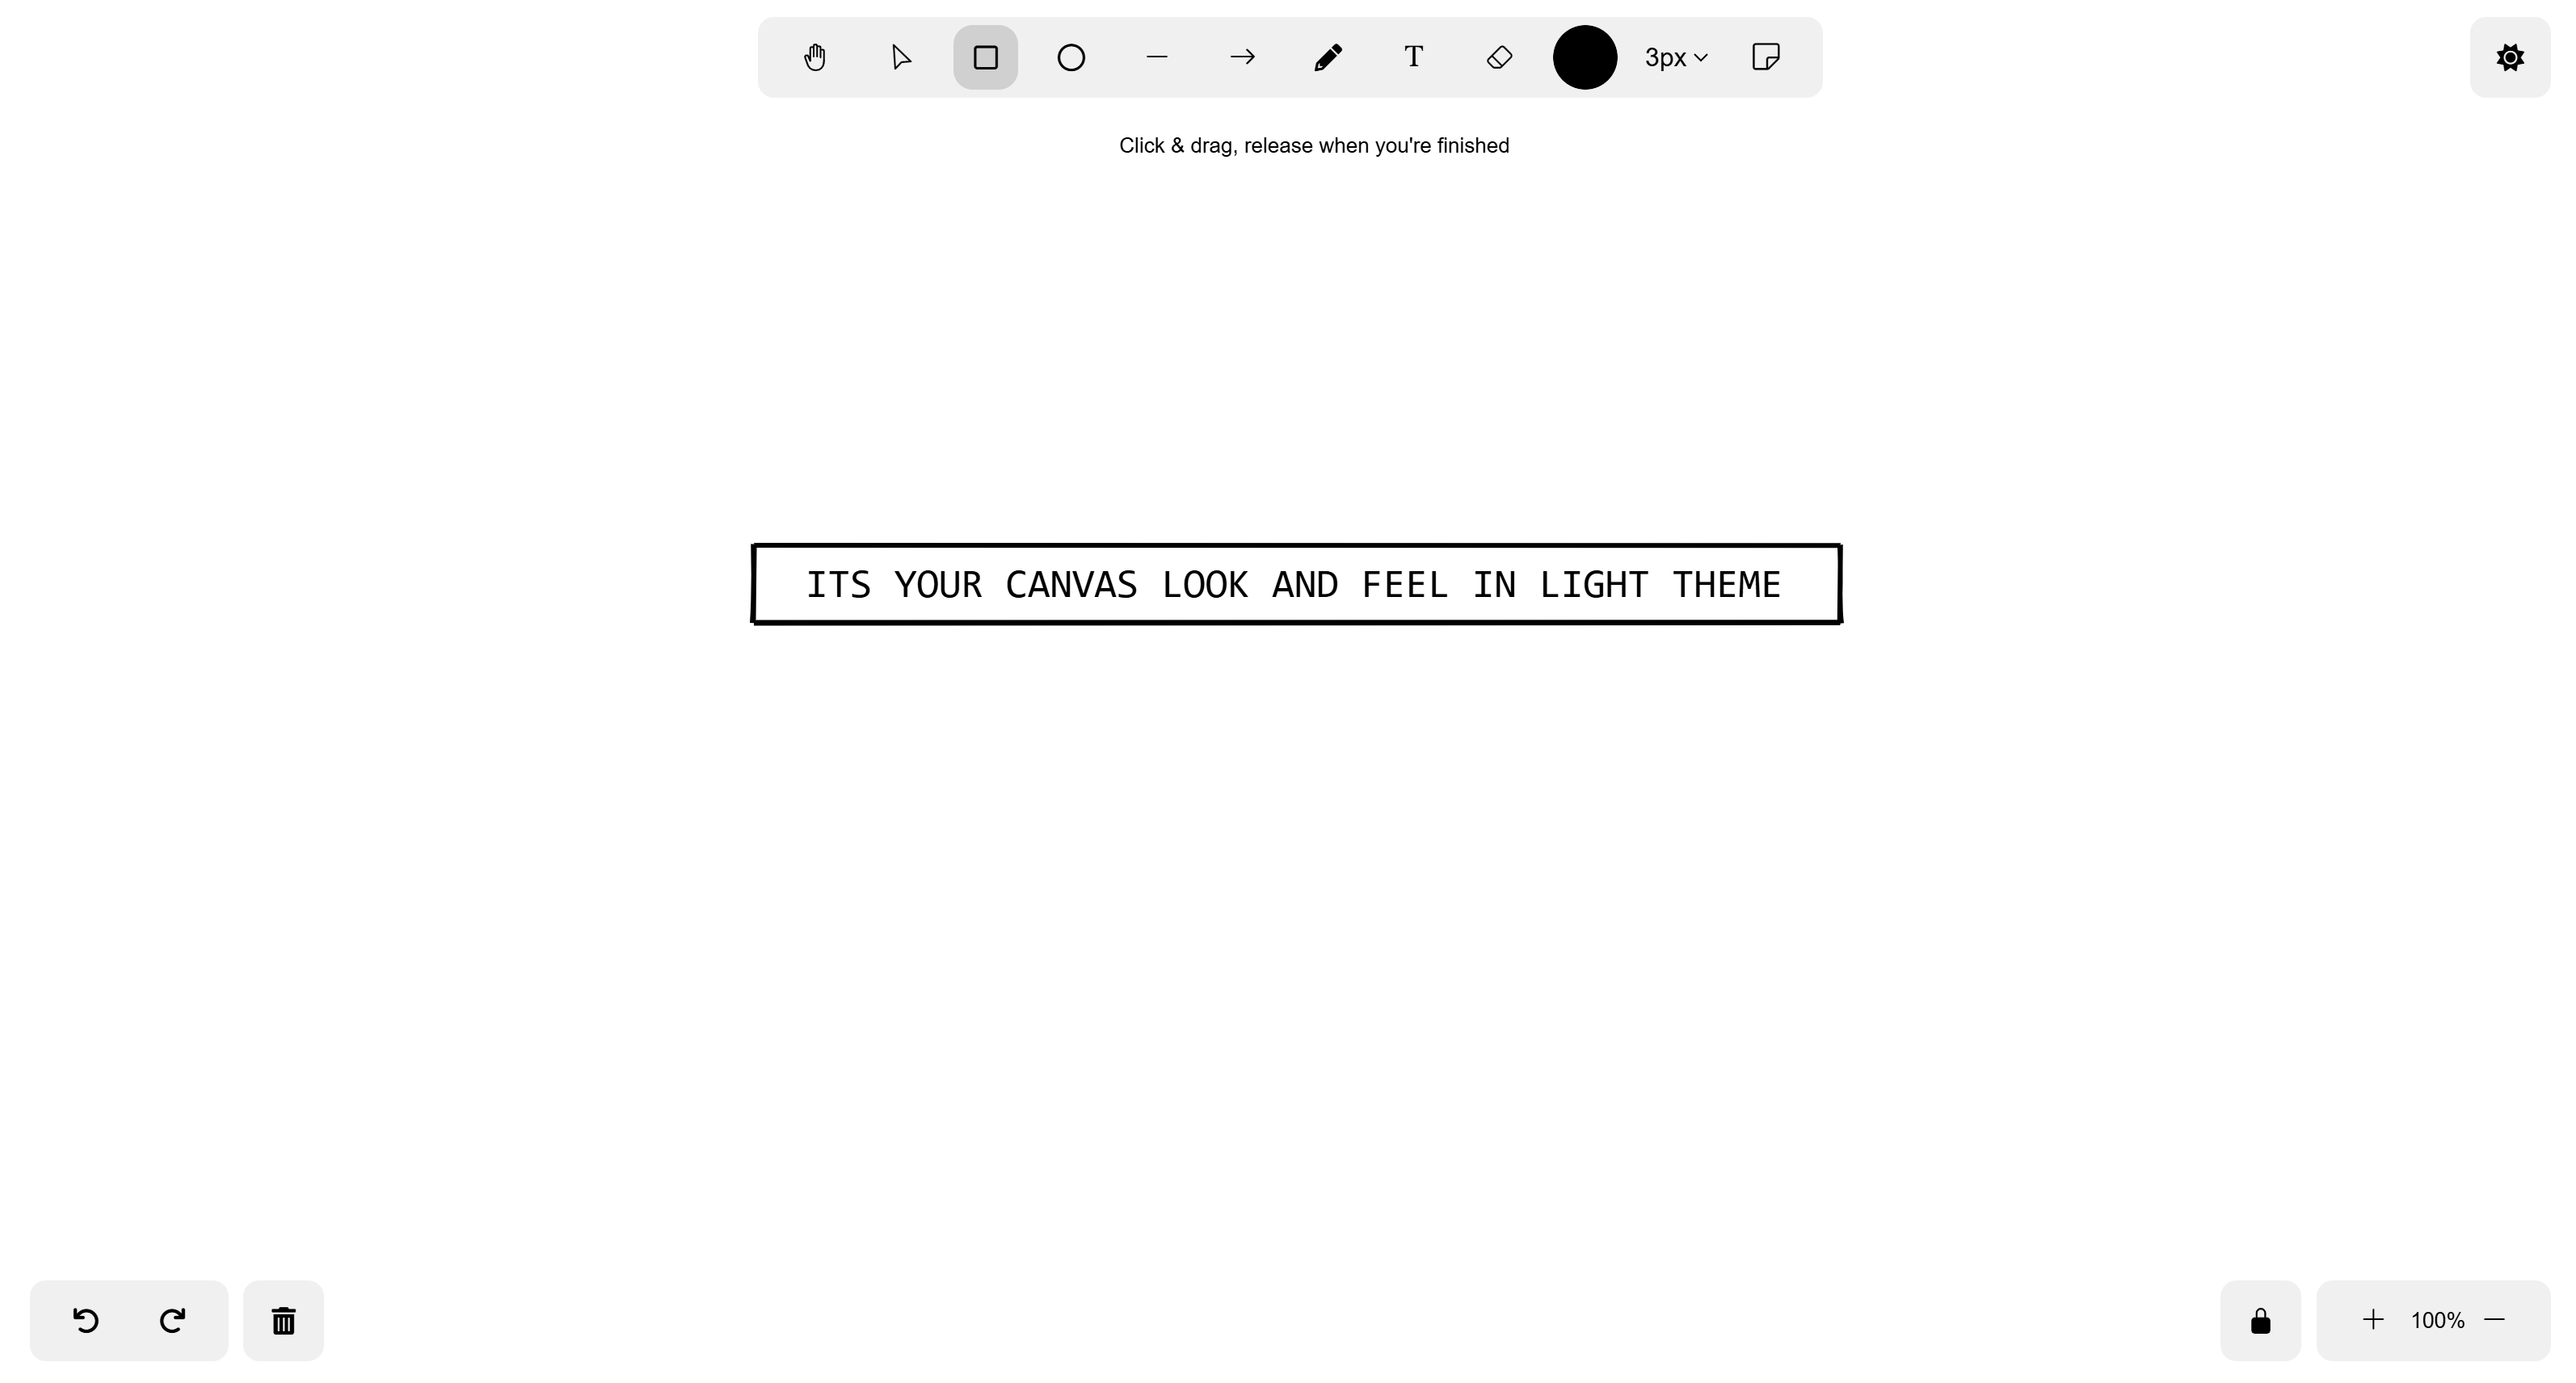 T
3px
Click & drag, release when you're finished
ITS YOUR CANVAS LOOK AND FEEL IN LIGHT THEME
100%